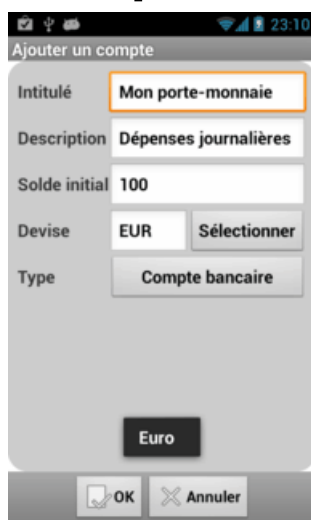 23:10
Ajouter un compte
Intitulé Mon porte-monnaie
Description Dépenses journalières
Solde initial 100
Devise EUR Sélectionner
Type Compte bancaire
Euro
OK Annuler